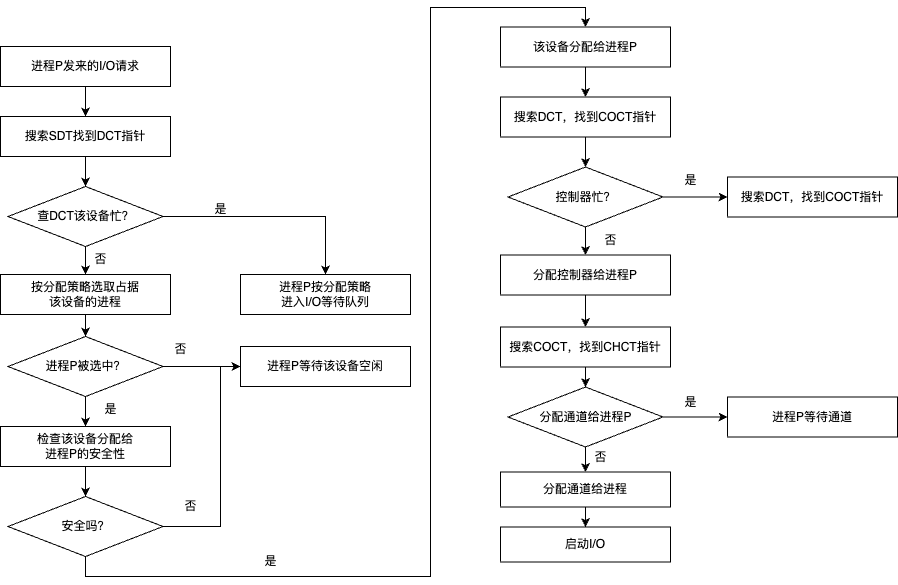 进程P发来的I/O请求
搜索SDT找到DCT指针
查DCT该设备忙?
是
否
按分配策略选取占据
该设备的进程
进程P按分配策略
进入I/O等待队列
进程P被选中?
否
进程P等待该设备空闲
是
检查该设备分配给
进程P的安全性
安全吗?
否
是
该设备分配给进程P
搜索DCT，找到COCT指针
控制器忙?
是
搜索DCT，找到COCT指针
否
分配控制器给进程P
搜索COCT，找到CHCT指针
分配通道给进程P
是
进程P等待通道
否
分配通道给进程
启动I/O